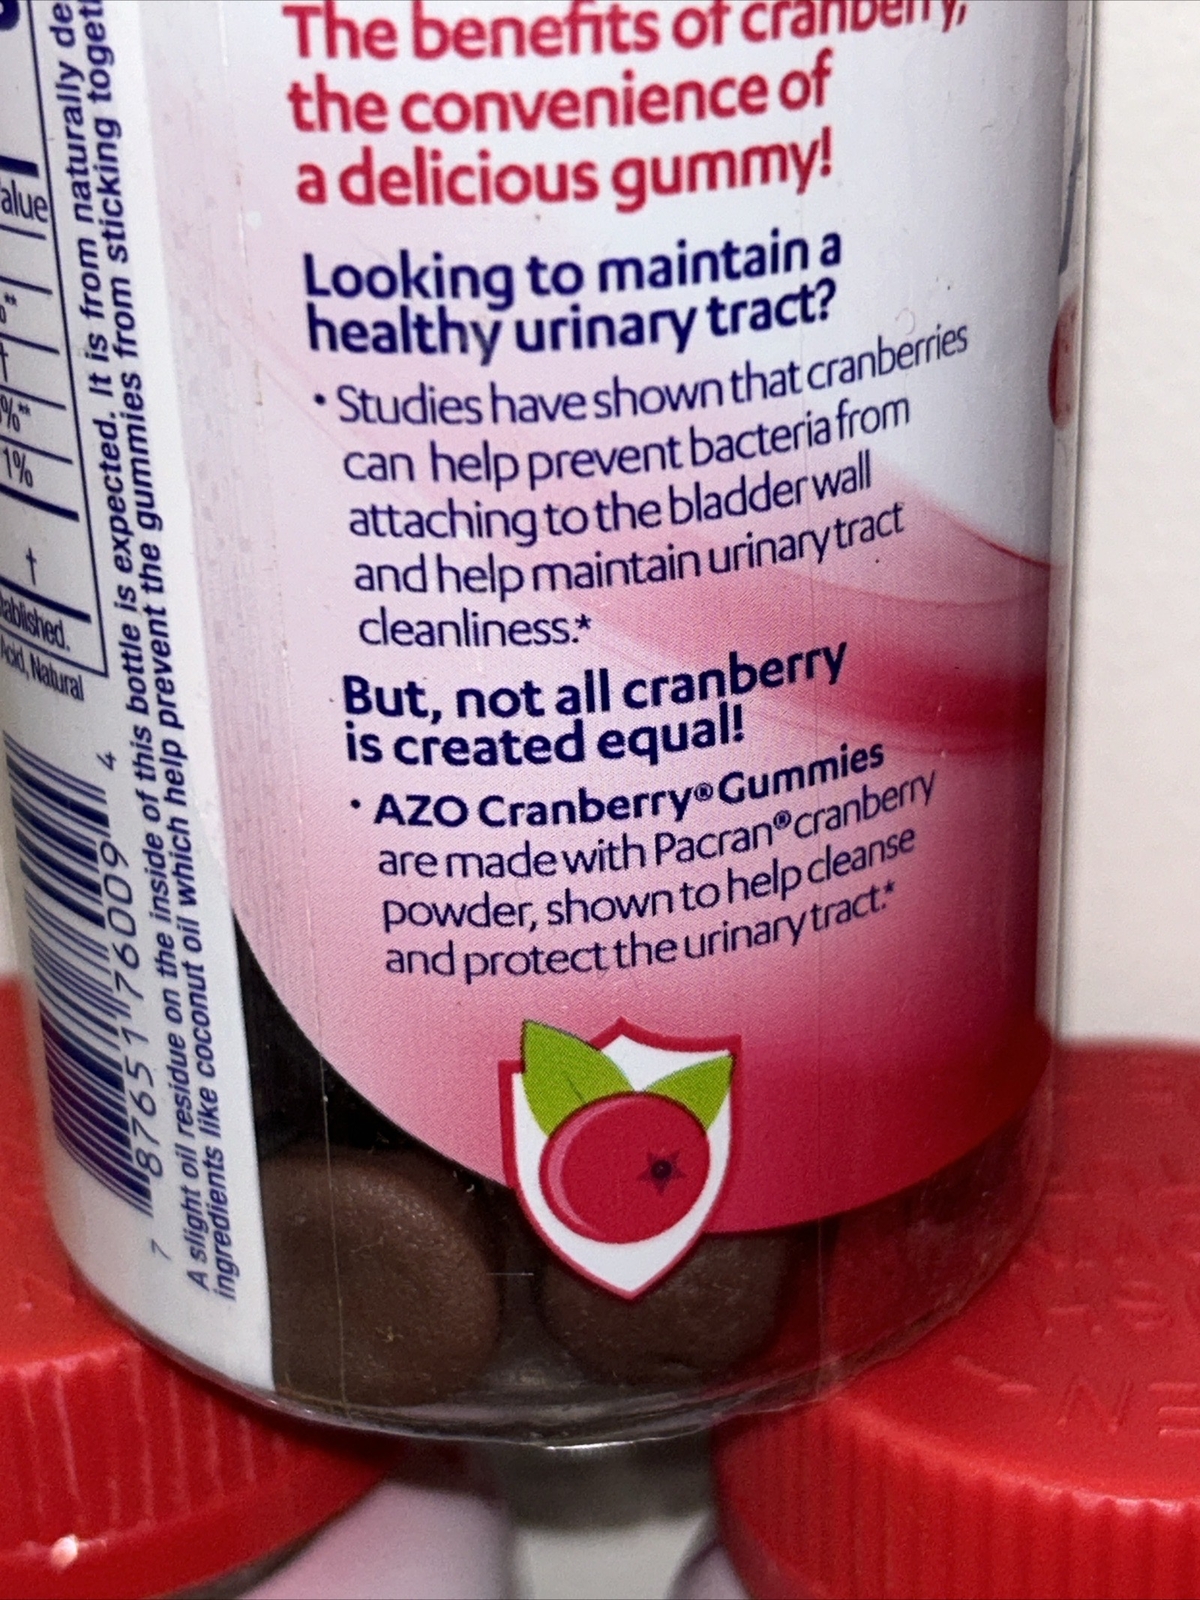 The benefits of cranberry,
the convenience of
a delicious gummy!
Looking to maintain a
healthy urinary tract?
• Studies have shown that cranberries
can help prevent bacteria from
attaching to the bladder wall
and help maintain urinary tract
cleanliness.*
But, not all cranberry
is created equal!
• AZO Cranberry® Gummies
are made with Pacran® cranberry
powder, shown to help cleanse
and protect the urinary tract.*
A slight oil residue on the inside of this bottle is expected. It is from naturally de
ingredients like coconut oil which help prevent the gummies from sticking toget
alue
%**
†
%**
1%
†
ablished.
Acid, Natural
7 87651 76009 4